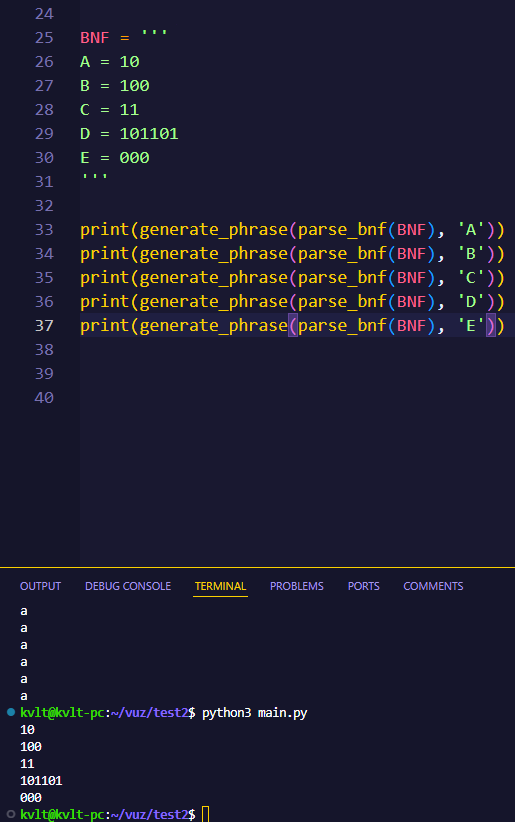 24
25 BNF = '''
26 A = 10
27 B = 100
28 C = 11
29 D = 101101
30 E = 000
31 '''
32
33 print(generate_phrase(parse_bnf(BNF), 'A'))
34 print(generate_phrase(parse_bnf(BNF), 'B'))
35 print(generate_phrase(parse_bnf(BNF), 'C'))
36 print(generate_phrase(parse_bnf(BNF), 'D'))
37 print(generate_phrase(parse_bnf(BNF), 'E'))
38
39
40
OUTPUT DEBUG CONSOLE TERMINAL PROBLEMS PORTS COMMENTS
a
a
a
a
a
a
kvlt@kvlt-pc:~/vuz/test2$ python3 main.py
10
100
11
101101
000
kvlt@kvlt-pc:~/vuz/test2$